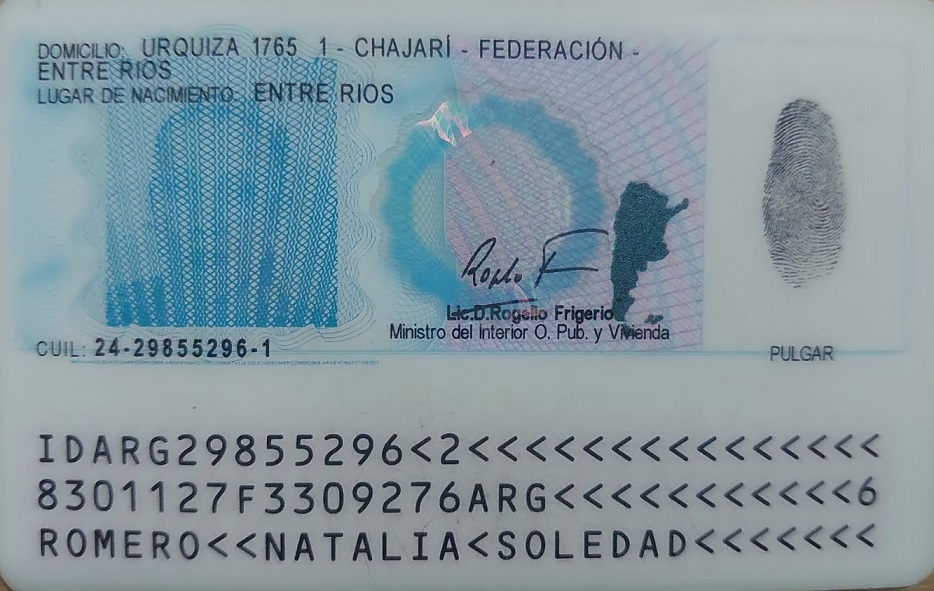 DOMICILIO: URQUIZA 1765 1 - CHAJARÍ - FEDERACIÓN -
ENTRE RIOS
LUGAR DE NACIMIENTO: ENTRE RIOS
Lic.D.Rogelio Frigerio
Ministro del Interior O. Pub. y Vivienda
CUIL: 24-29855296-1
PULGAR
IDARG29855296<2<<<<<<<<<<<<<<<
8301127F3309276ARG<<<<<<<<<<<6
ROMERO<<NATALIA<SOLEDAD<<<<<<<